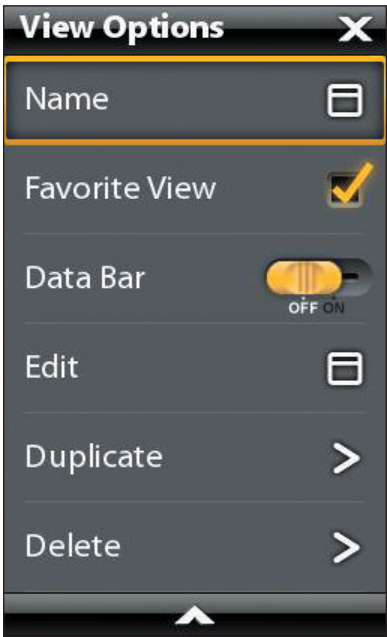 View Options
Name
Favorite View
Data Bar
OFF ON
Edit
Duplicate
Delete